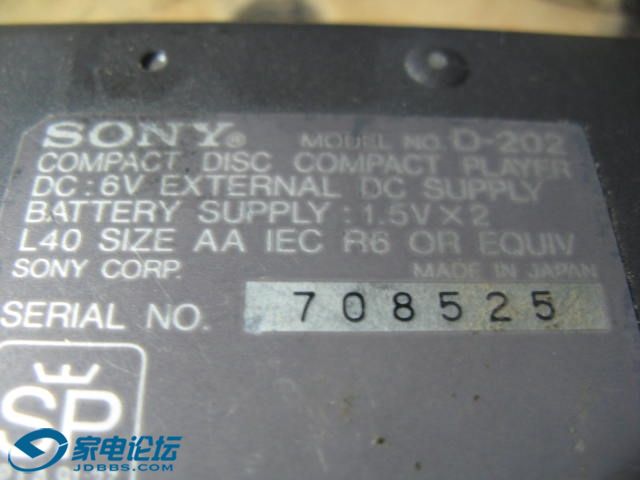 SONY® MODEL NO. D-202
COMPACT DISC COMPACT PLAYER
DC : 6V EXTERNAL DC SUPPLY
BATTERY SUPPLY : 1.5V × 2
L40 SIZE AA IEC R6 OR EQUIV
SONY CORP. MADE IN JAPAN
SERIAL NO. 708525
SP
家电论坛
JDBBS.COM